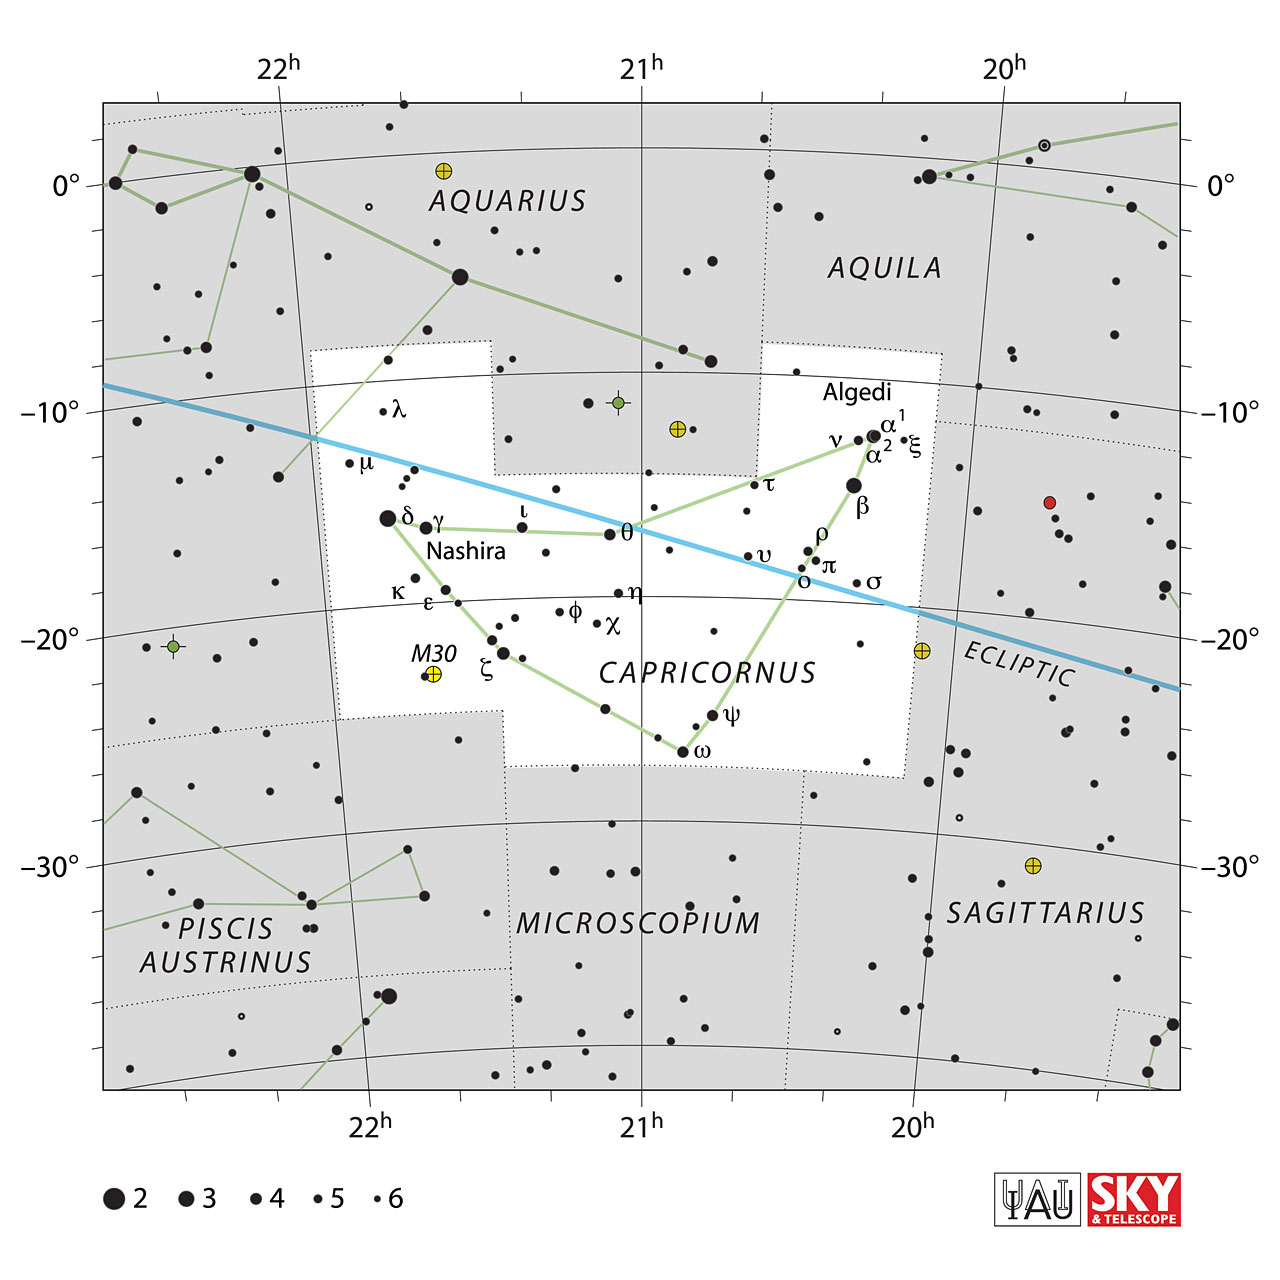 22h 21h 20h
0° 0°
AQUARIUS
AQUILA
Algedi
–10° –10°
λ
α1
ν α2 ξ
μ
τ
β
δ γ ι θ
Nashira
ρ
υ π
ο σ
κ ε η
φ χ
–20° –20°
M30
ζ
CAPRICORNUS
ECLIPTIC
ψ
ω
–30° –30°
PISCIS
AUSTRINUS
MICROSCOPIUM
SAGITTARIUS
22h 21h 20h
2 3 4 5 6
IAU
SKY
& TELESCOPE